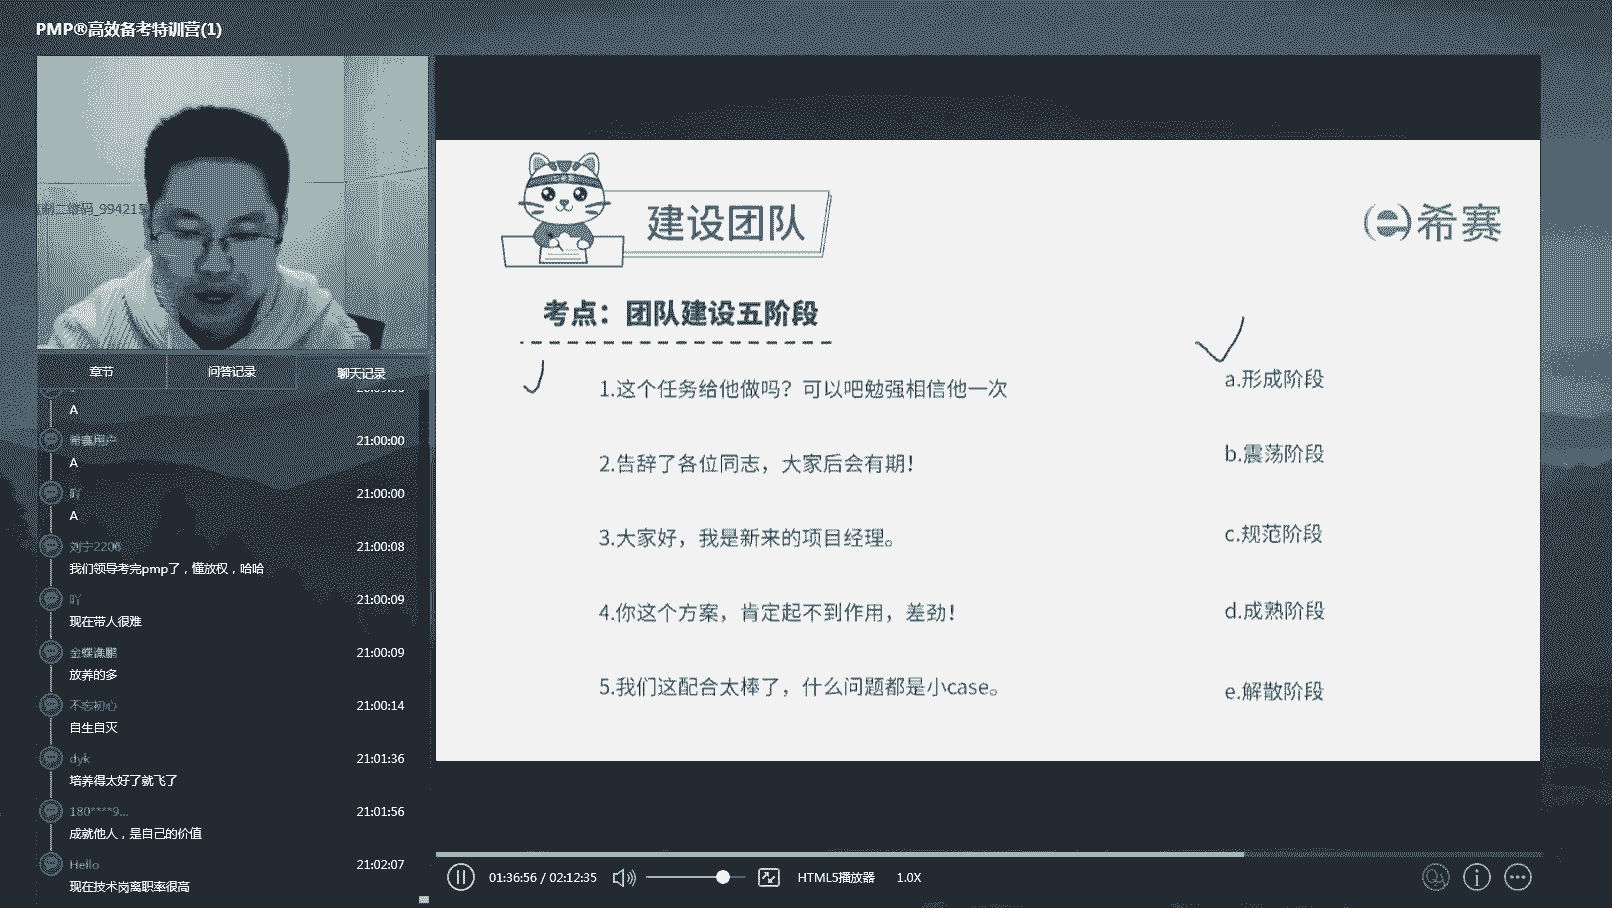 PMP®高效备考特训营(1)
章节
问答记录
聊天记录
A
希赛用户
21:00:00
A
吖
21:00:00
A
刘宁2206
21:00:08
我们领导考完pmp了，懂放权，哈哈
吖
21:00:09
现在带人很难
21:00:09
放养的多
不忘初心
21:00:14
自生自灭
dyk
21:01:36
培养得太好了就飞了
180****9...
21:01:56
成就他人，是自己的价值
Hello
21:02:07
现在技术岗离职率很高
建设团队
希赛
考点：团队建设五阶段
1.这个任务给他做吗？可以吧勉强相信他一次
2.告辞了各位同志，大家后会有期！
3.大家好，我是新来的项目经理。
4.你这个方案，肯定起不到作用，差劲！
5.我们这配合太棒了，什么问题都是小case。
a.形成阶段
b.震荡阶段
c.规范阶段
d.成熟阶段
e.解散阶段
01:36:56 / 02:12:35
HTML5播放器
1.0X